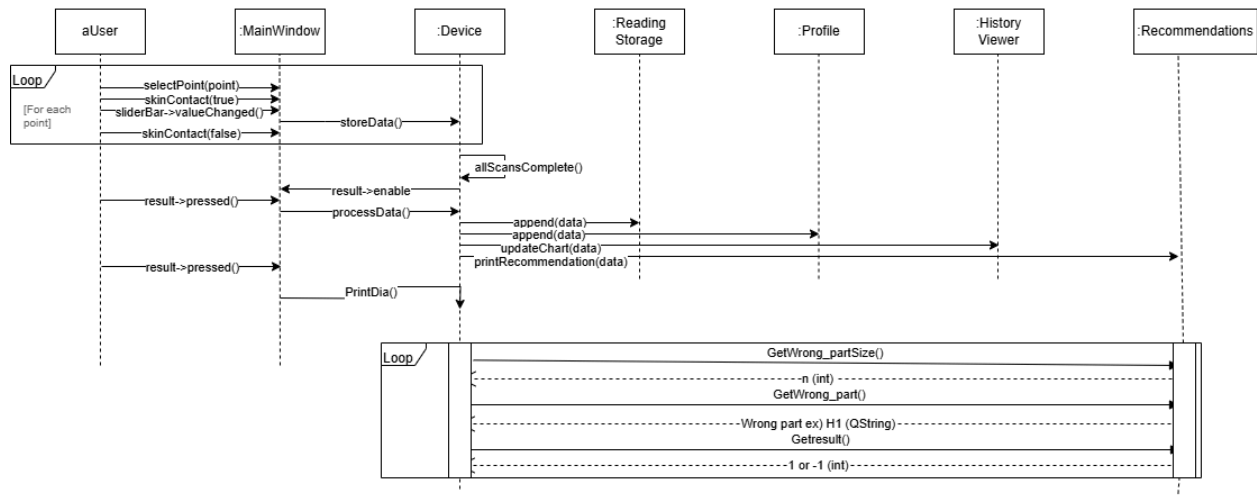 aUser
:MainWindow
:Device
:Reading
Storage
:Profile
:History
Viewer
:Recommendations
Loop
[For each
point]
selectPoint(point)
skinContact(true)
sliderBar->valueChanged()
storeData()
skinContact(false)
allScansComplete()
result->enable
result->pressed()
processData()
append(data)
append(data)
updateChart(data)
printRecommendation(data)
result->pressed()
PrintDia()
Loop
GetWrong_partSize()
n (int)
GetWrong_part()
Wrong part ex) H1 (QString)
Getresult()
1 or -1 (int)